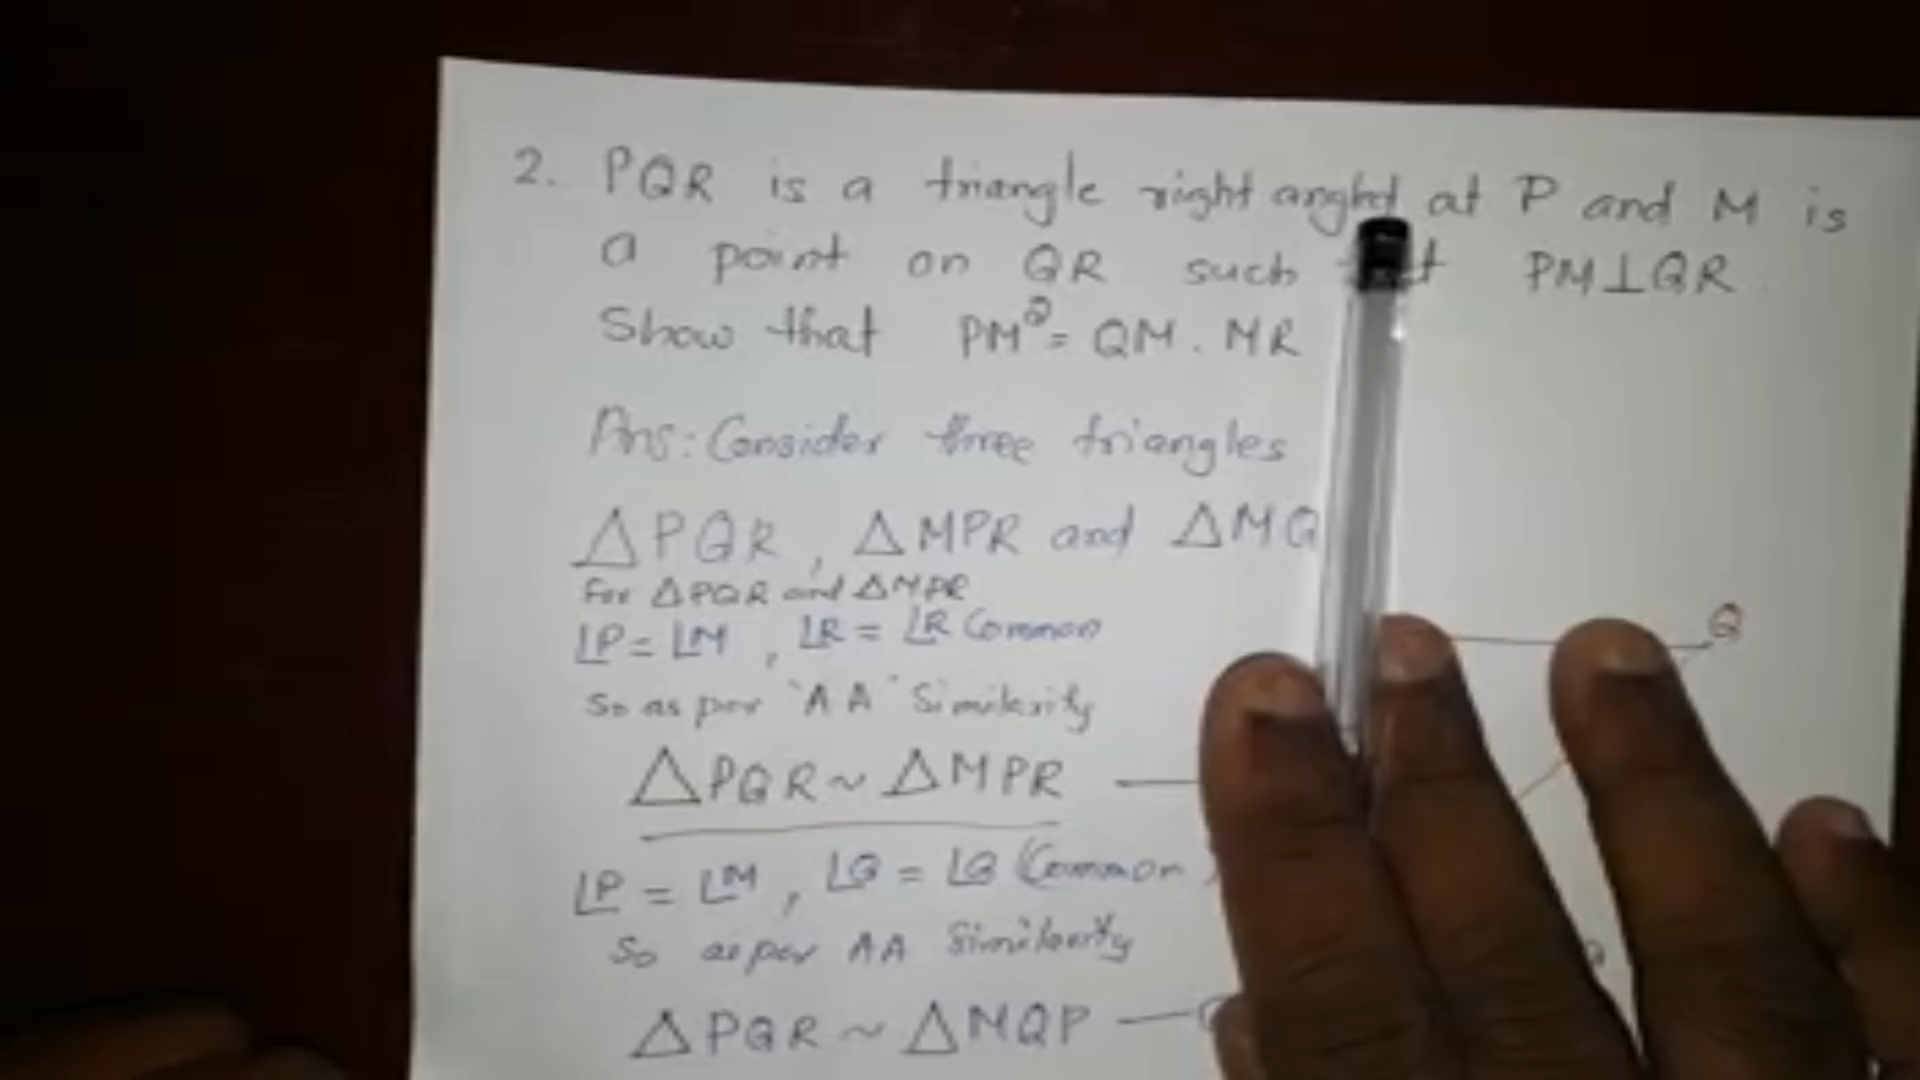 2. PQR is a triangle right angled at P and M is
a point on QR such PM⊥QR
Show that PM² = QM . MR
Ans: Consider three triangles
△PQR , △MPR and △MQ
for △PQR and △MPR
∠P = ∠M , ∠R = ∠R Common
So as per "AA" Similarity
△PQR ~ △MPR —
∠P = ∠M , ∠Q = ∠Q (Common)
So as per AA Similarity
△PQR ~ △MQP —
Q